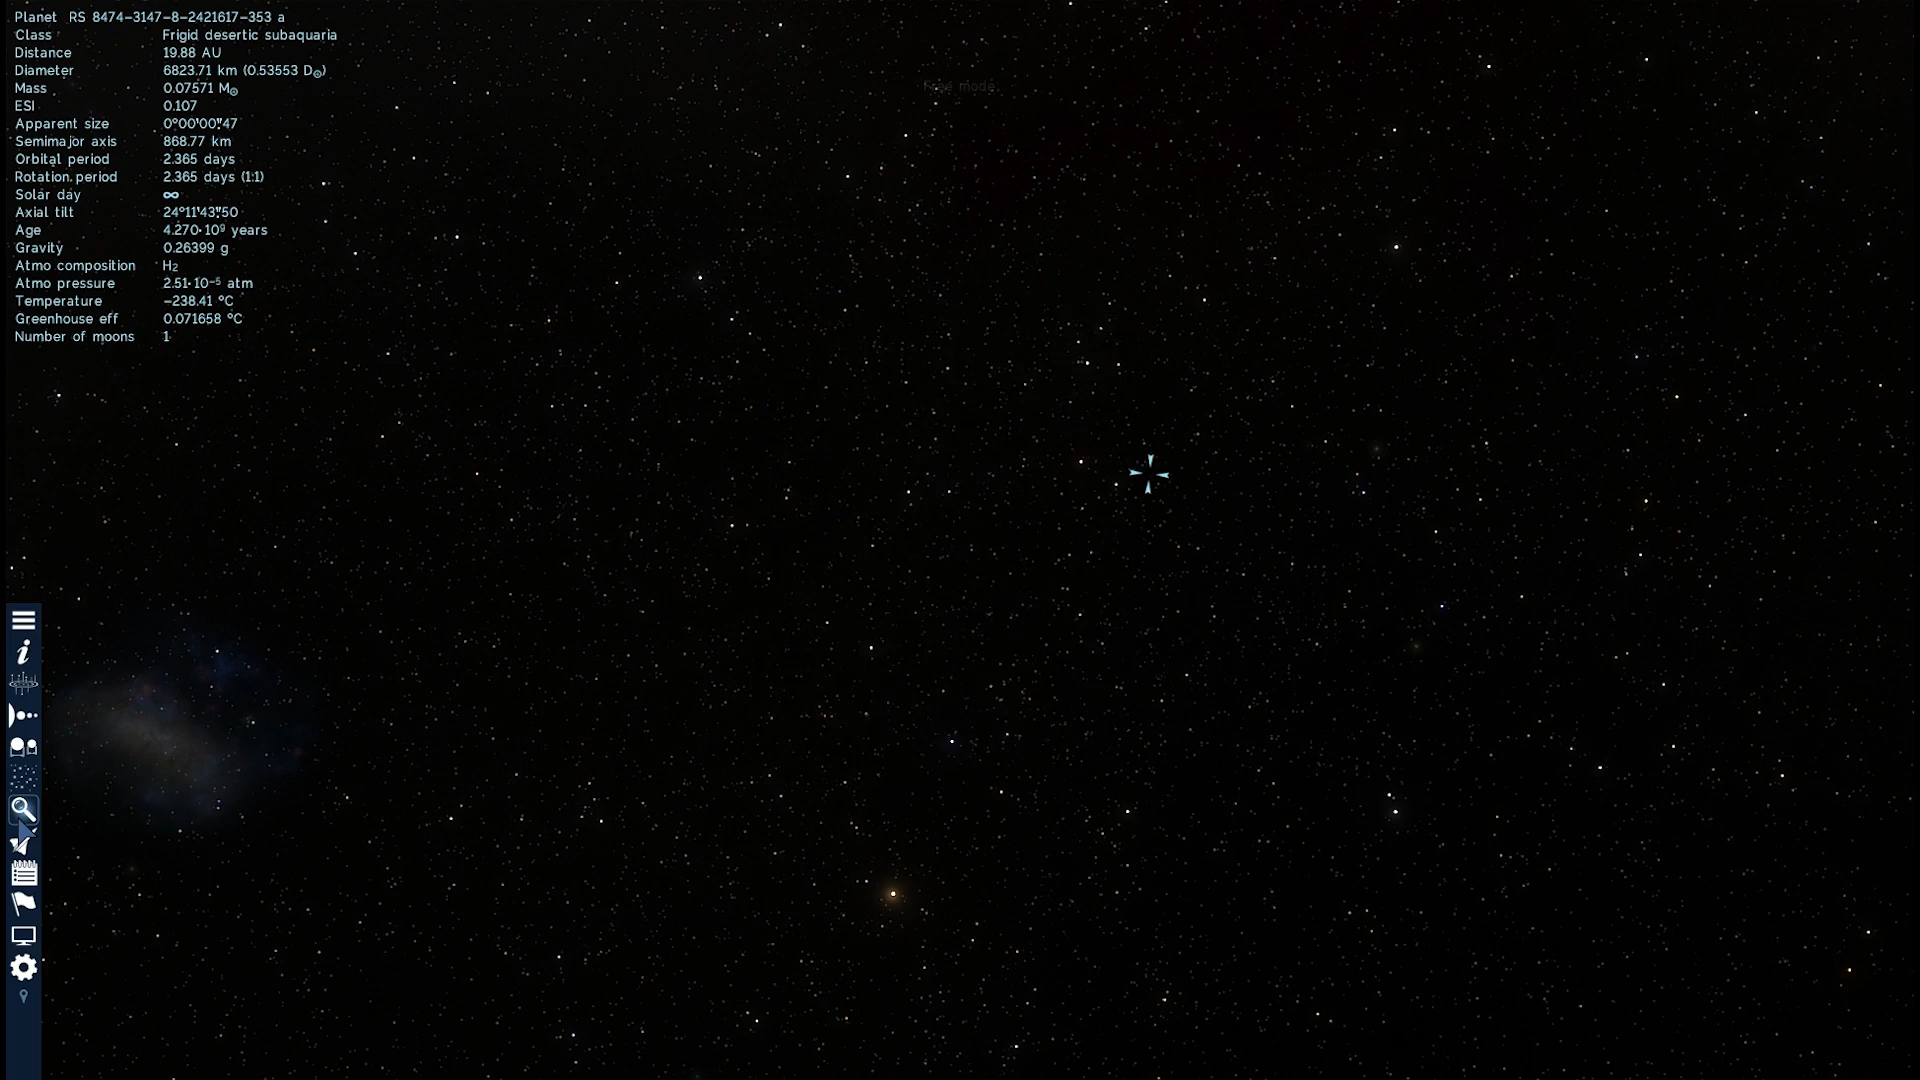 Planet RS 8474-3147-8-2421617-353 a
Class Frigid desertic subaquaria
Distance 19.88 AU
Diameter 6823.71 km (0.53553 D⊕)
Mass 0.07571 M⊕
ESI 0.107
Apparent size 0°00'00."47
Semimajor axis 868.77 km
Orbital period 2.365 days
Rotation period 2.365 days (1:1)
Solar day ∞
Axial tilt 24°11'43."50
Age 4.270·10⁹ years
Gravity 0.26399 g
Atmo composition H₂
Atmo pressure 2.51·10⁻⁵ atm
Temperature -238.41 °C
Greenhouse eff 0.071658 °C
Number of moons 1
Free mode